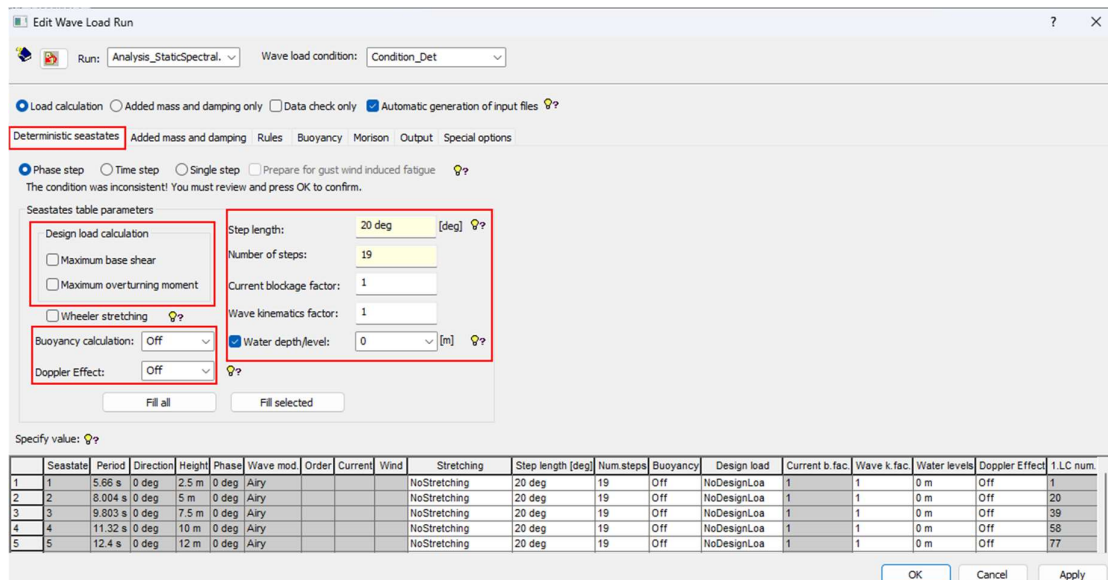 Edit Wave Load Run ? ×
Run: Analysis_StaticSpectral. Wave load condition: Condition_Det
Load calculation Added mass and damping only Data check only Automatic generation of input files ?
Deterministic seastates Added mass and damping Rules Buoyancy Morison Output Special options
Phase step Time step Single step Prepare for gust wind induced fatigue ?
The condition was inconsistent! You must review and press OK to confirm.
Seastates table parameters
Design load calculation
Step length: 20 deg [deg] ?
Maximum base shear
Number of steps: 19
Maximum overturning moment
Current blockage factor: 1
Wheeler stretching ?
Wave kinematics factor: 1
Buoyancy calculation: Off
Water depth/level: 0 [m] ?
Doppler Effect: Off ?
Fill all Fill selected
Specify value: ?
Seastate Period Direction Height Phase Wave mod. Order Current Wind Stretching Step length [deg] Num.steps Buoyancy Design load Current b.fac. Wave k.fac. Water levels Doppler Effect 1.LC num.
1 1 5.66 s 0 deg 2.5 m 0 deg Airy NoStretching 20 deg 19 Off NoDesignLoa 1 1 0 m Off 1
2 2 8.004 s 0 deg 5 m 0 deg Airy NoStretching 20 deg 19 Off NoDesignLoa 1 1 0 m Off 20
3 3 9.803 s 0 deg 7.5 m 0 deg Airy NoStretching 20 deg 19 Off NoDesignLoa 1 1 0 m Off 39
4 4 11.32 s 0 deg 10 m 0 deg Airy NoStretching 20 deg 19 Off NoDesignLoa 1 1 0 m Off 58
5 5 12.4 s 0 deg 12 m 0 deg Airy NoStretching 20 deg 19 Off NoDesignLoa 1 1 0 m Off 77
OK Cancel Apply